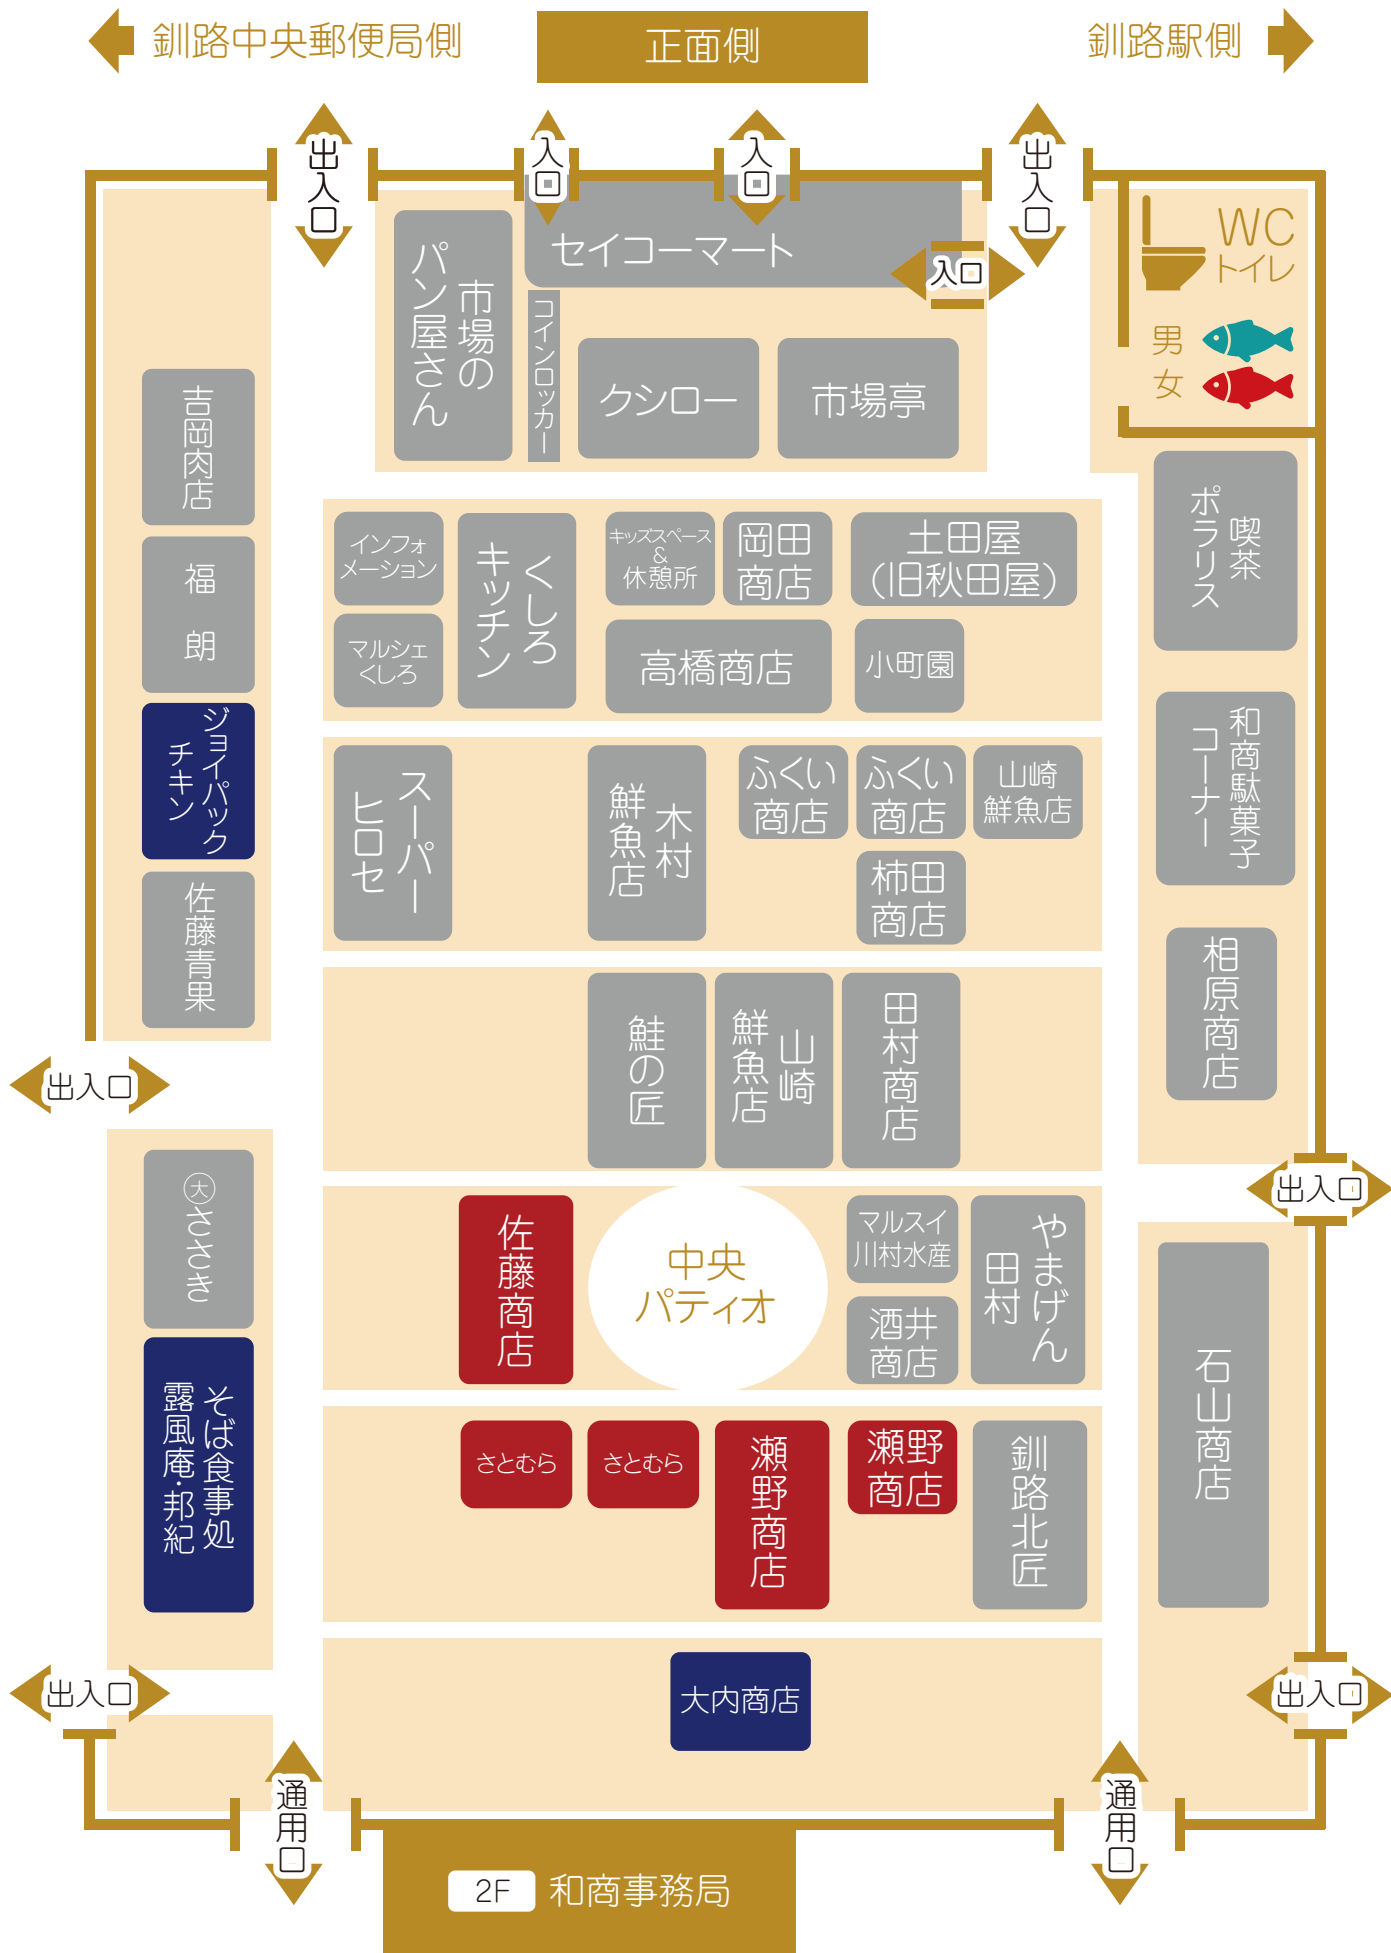 釧路中央郵便局側
正面側
釧路駅側
出入口
入口
入口
出入口
セイコーマート
入口
WC
トイレ
男
女
市場の
パン屋さん
コインロッカー
クシロー
市場亭
吉岡肉店
福 朗
ジョイパック
チキン
佐藤青果
インフォ
メーション
マルシェ
くしろ
くしろ
キッチン
キッズスペース
&
休憩所
岡田
商店
土田屋
(旧秋田屋)
高橋商店
小町園
喫茶
ポラリス
和商駄菓子
コーナー
相原商店
スーパー
ヒロセ
木村
鮮魚店
ふくい
商店
ふくい
商店
山崎
鮮魚店
柿田
商店
鮭の匠
山崎
鮮魚店
田村商店
出入口
出入口
大ささき
そば食事処
露風庵・邦紀
佐藤商店
中央
パティオ
マルスイ
川村水産
酒井
商店
やまげん
田村
石山商店
さとむら
さとむら
瀬野商店
瀬野
商店
釧路北匠
大内商店
出入口
出入口
通用口
通用口
2F 和商事務局